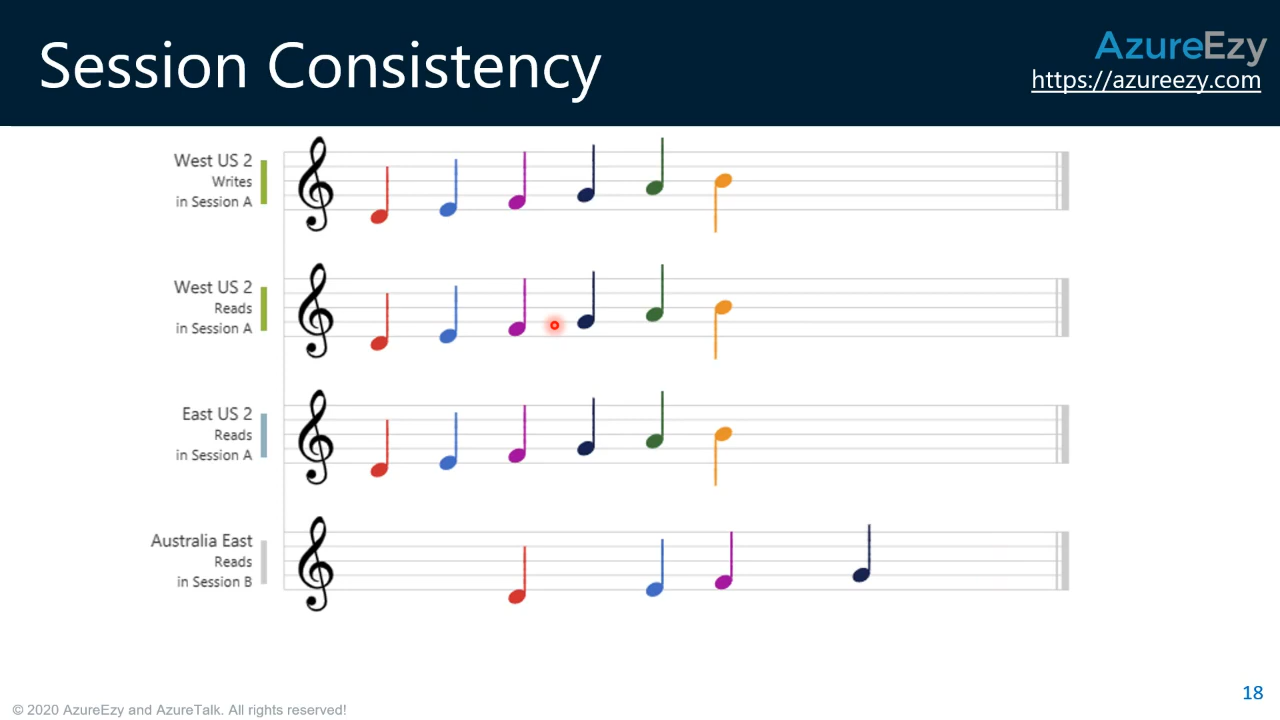 Session Consistency
AzureEzy
https://azureezy.com
West US 2
Writes
in Session A
West US 2
Reads
in Session A
East US 2
Reads
in Session A
Australia East
Reads
in Session B
18
© 2020 AzureEzy and AzureTalk. All rights reserved!